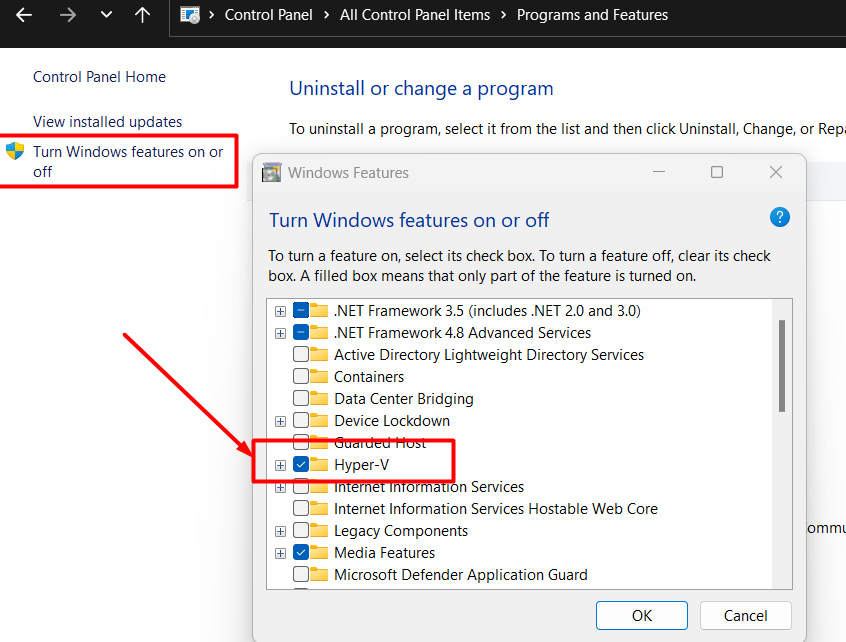 Control Panel > All Control Panel Items > Programs and Features
Control Panel Home
View installed updates
Turn Windows features on or
off
Uninstall or change a program
To uninstall a program, select it from the list and then click Uninstall, Change, or Repa
Windows Features
Turn Windows features on or off
To turn a feature on, select its check box. To turn a feature off, clear its check
box. A filled box means that only part of the feature is turned on.
.NET Framework 3.5 (includes .NET 2.0 and 3.0)
.NET Framework 4.8 Advanced Services
Active Directory Lightweight Directory Services
Containers
Data Center Bridging
Device Lockdown
Guarded Host
Hyper-V
Internet Information Services
Internet Information Services Hostable Web Core
Legacy Components
Media Features
Microsoft Defender Application Guard
OK
Cancel